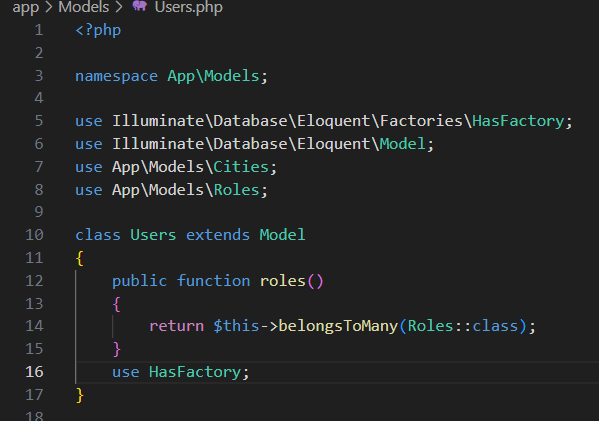 app > Models > Users.php
1 <?php
2
3 namespace App\Models;
4
5 use Illuminate\Database\Eloquent\Factories\HasFactory;
6 use Illuminate\Database\Eloquent\Model;
7 use App\Models\Cities;
8 use App\Models\Roles;
9
10 class Users extends Model
11 {
12     public function roles()
13     {
14         return $this->belongsToMany(Roles::class);
15     }
16     use HasFactory;
17 }
18